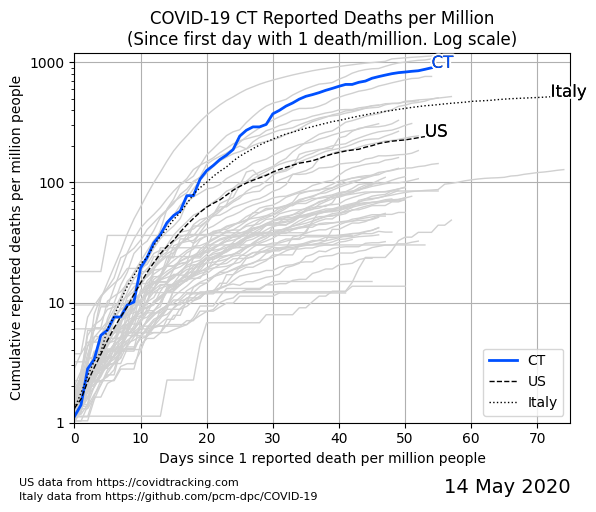 COVID-19 CT Reported Deaths per Million
(Since first day with 1 death/million. Log scale)
Cumulative reported deaths per million people
1000
100
10
1
CT
Italy
US
CT
US
Italy
0 10 20 30 40 50 60 70
Days since 1 reported death per million people
US data from https://covidtracking.com
Italy data from https://github.com/pcm-dpc/COVID-19
14 May 2020